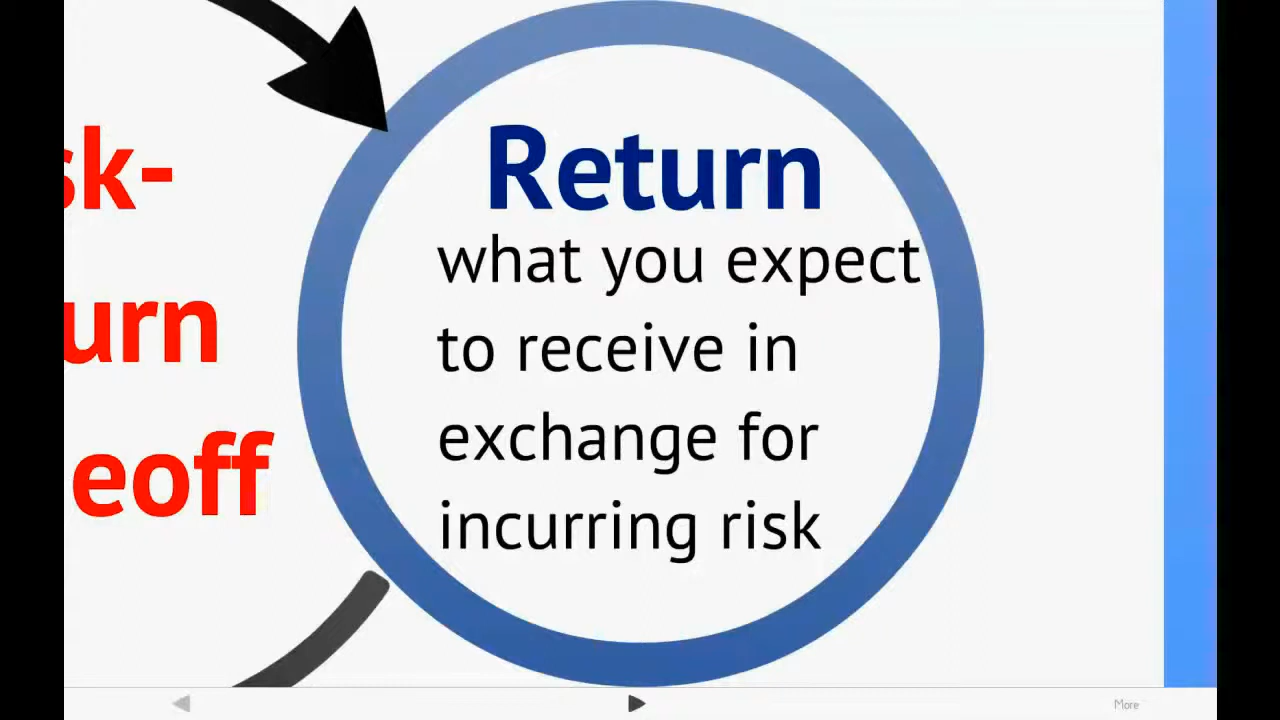 sk-
urn
eoff
Return
what you expect
to receive in
exchange for
incurring risk
More